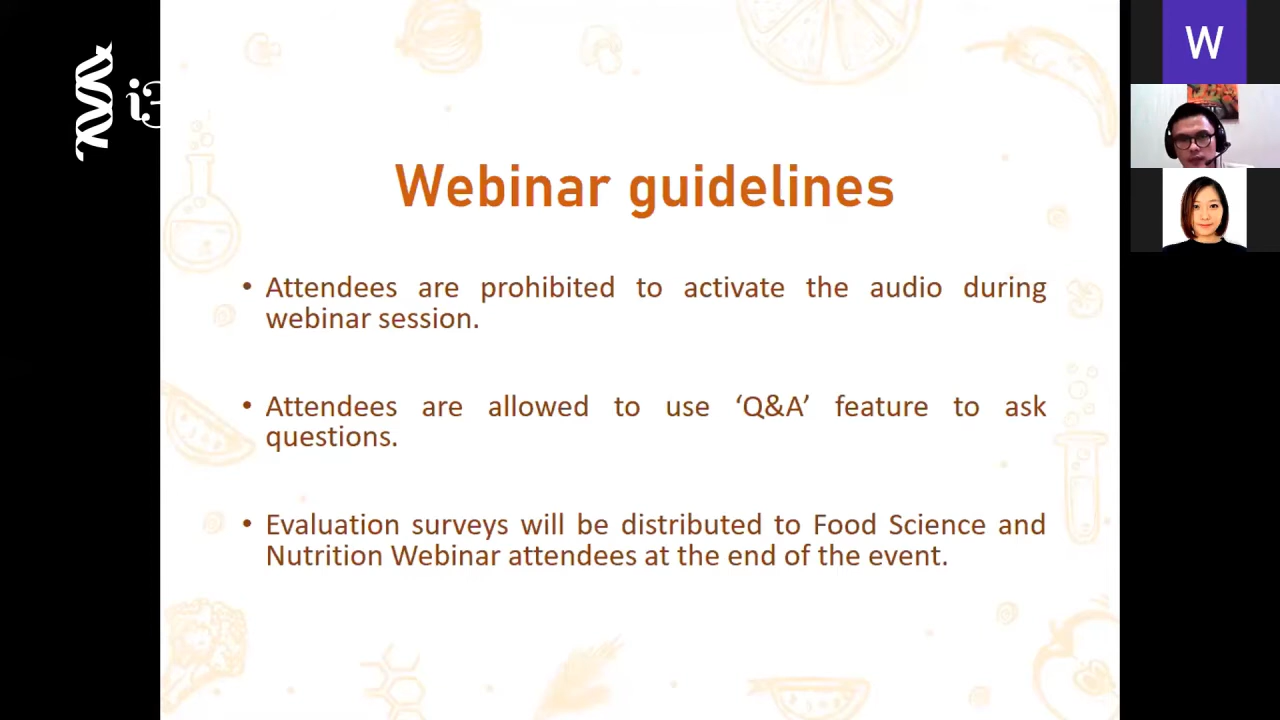 i3
W
Webinar guidelines
• Attendees are prohibited to activate the audio during
webinar session.
• Attendees are allowed to use ‘Q&A’ feature to ask
questions.
• Evaluation surveys will be distributed to Food Science and
Nutrition Webinar attendees at the end of the event.